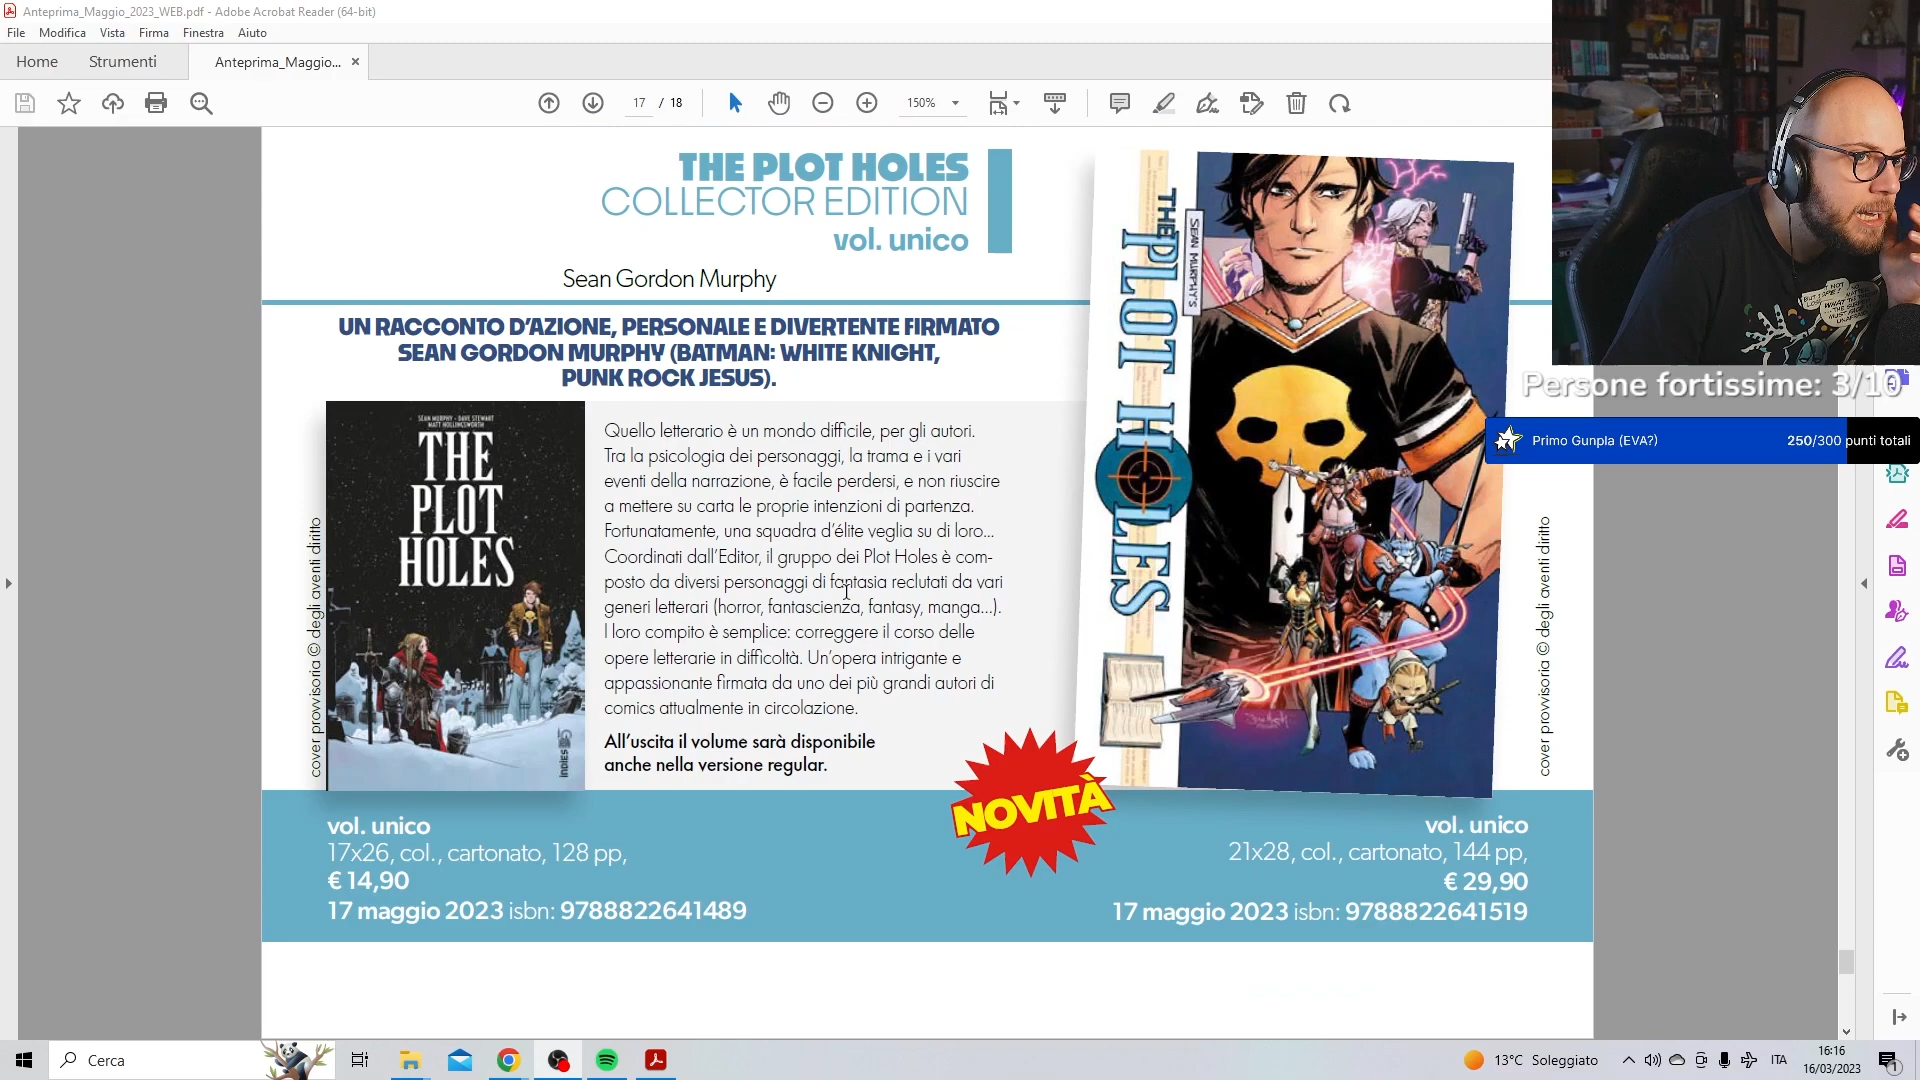 Anteprima_Maggio_2023_WEB.pdf - Adobe Acrobat Reader (64-bit)
File Modifica Vista Firma Finestra Aiuto
Home Strumenti Anteprima_Maggio... ×
17 / 18
150%
THE PLOT HOLES
COLLECTOR EDITION
vol. unico
Sean Gordon Murphy
UN RACCONTO D'AZIONE, PERSONALE E DIVERTENTE FIRMATO
SEAN GORDON MURPHY (BATMAN: WHITE KNIGHT,
PUNK ROCK JESUS).
SEAN MURPHY • DAVE STEWART
MATT HOLLINGSWORTH
THE
PLOT
HOLES
INDIES
cover provvisoria © degli aventi diritto
Quello letterario è un mondo difficile, per gli autori.
Tra la psicologia dei personaggi, la trama e i vari
eventi della narrazione, è facile perdersi, e non riuscire
a mettere su carta le proprie intenzioni di partenza.
Fortunatamente, una squadra d'élite veglia su di loro...
Coordinati dall'Editor, il gruppo dei Plot Holes è com-
posto da diversi personaggi di fantasia reclutati da vari
generi letterari (horror, fantascienza, fantasy, manga...).
I loro compito è semplice: correggere il corso delle
opere letterarie in difficoltà. Un'opera intrigante e
appassionante firmata da uno dei più grandi autori di
comics attualmente in circolazione.
All'uscita il volume sarà disponibile
anche nella versione regular.
SEAN MURPHY'S
THE PLOT HOLES
cover provvisoria © degli aventi diritto
NOVITÀ
vol. unico
17x26, col., cartonato, 128 pp,
€ 14,90
17 maggio 2023 isbn: 9788822641489
vol. unico
21x28, col., cartonato, 144 pp,
€ 29,90
17 maggio 2023 isbn: 9788822641519
Persone fortissime: 3/10
Primo Gunpla (EVA?) 250/300 punti totali
Cerca
13°C Soleggiato
ITA
16:16
16/03/2023
1